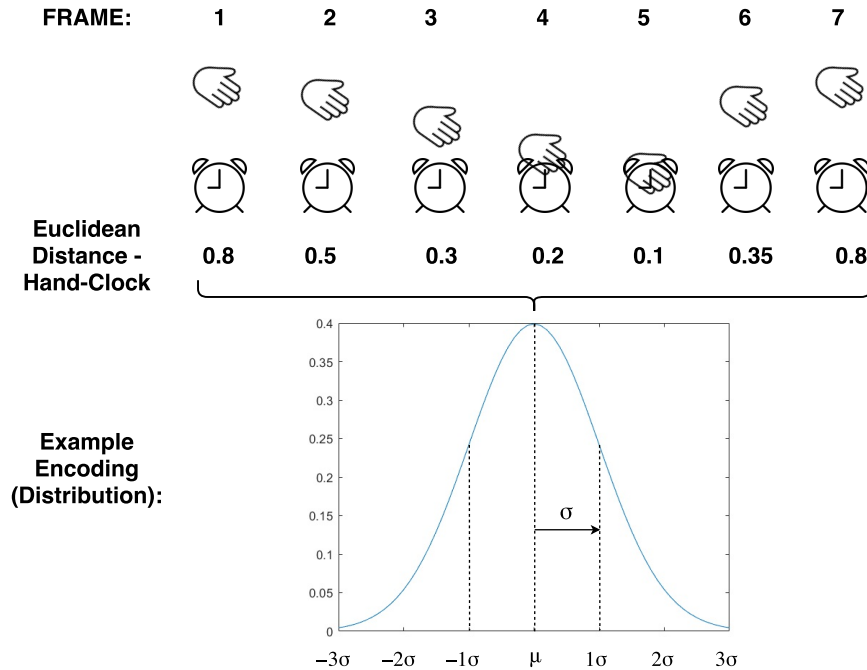 FRAME: 1 2 3 4 5 6 7
Euclidean
Distance -
Hand-Clock
0.8 0.5 0.3 0.2 0.1 0.35 0.8
Example
Encoding
(Distribution):
0.4
0.35
0.3
0.25
0.2
0.15
0.1
0.05
0
σ
−3σ −2σ −1σ μ 1σ 2σ 3σ